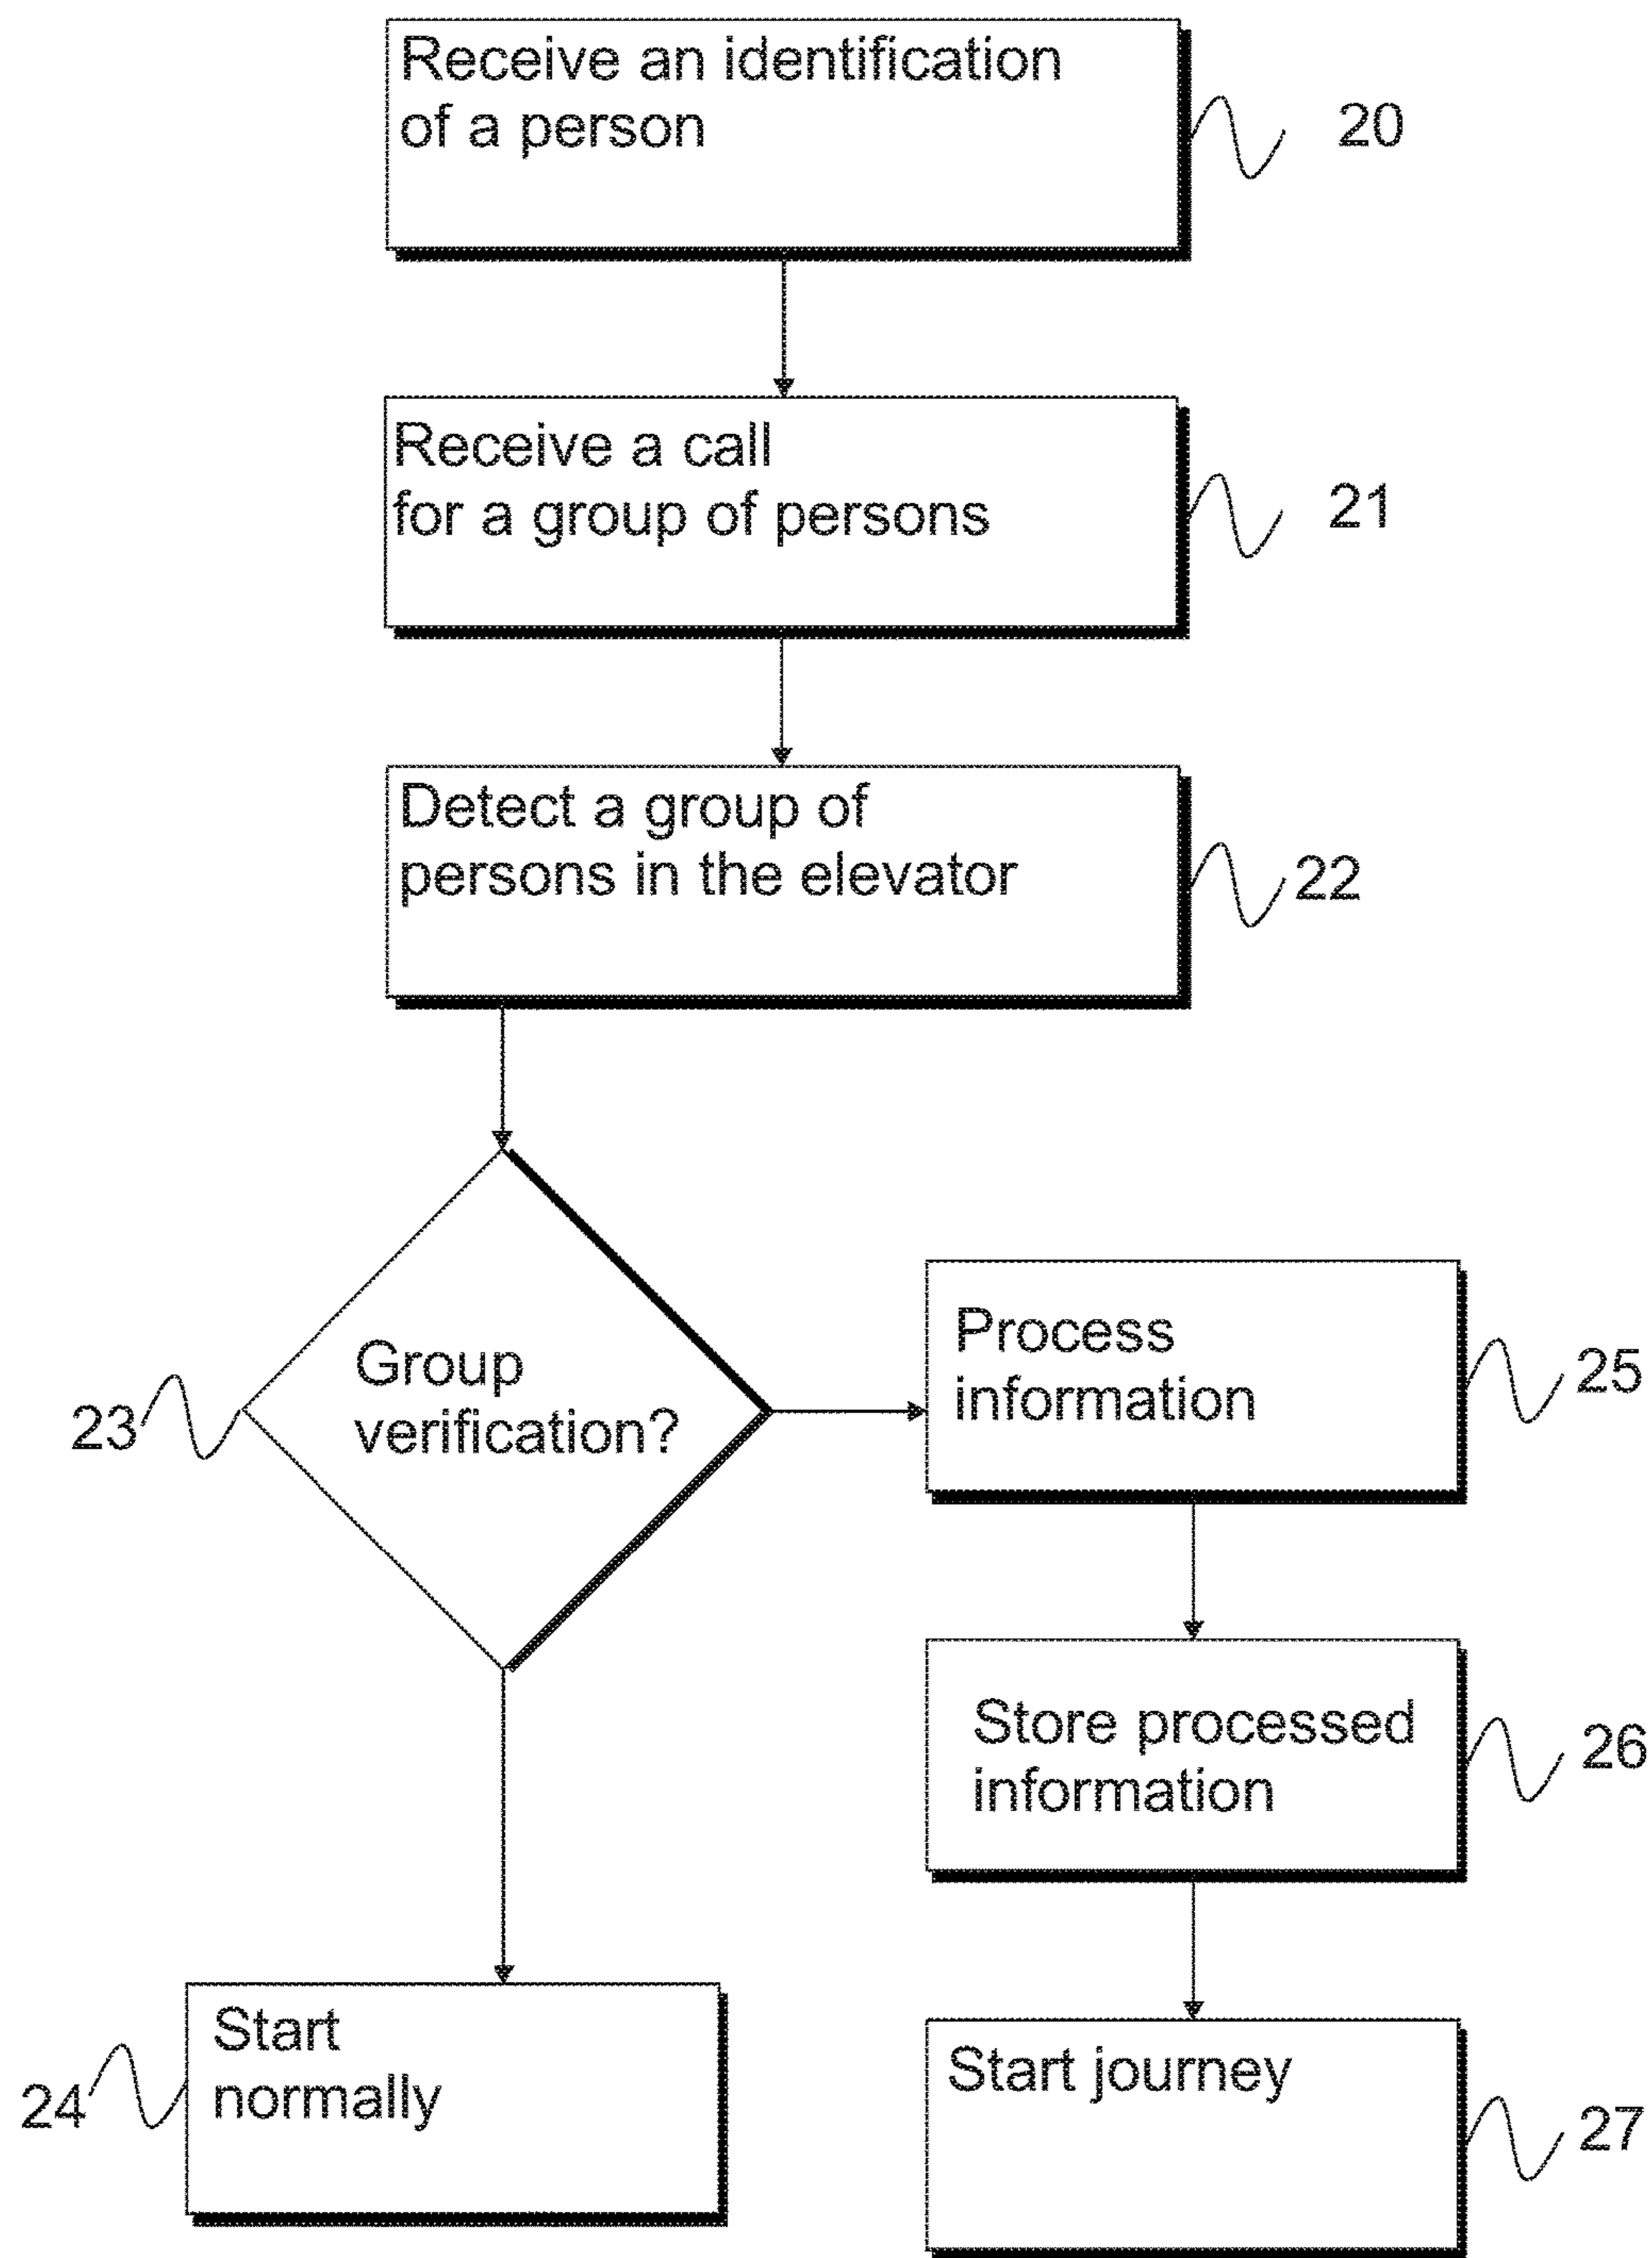 Receive an identification
of a person
20
Receive a call
for a group of persons
21
Detect a group of
persons in the elevator
22
Group
verification?
23
Process
information
25
Store processed
information
26
Start
normally
24
Start journey
27